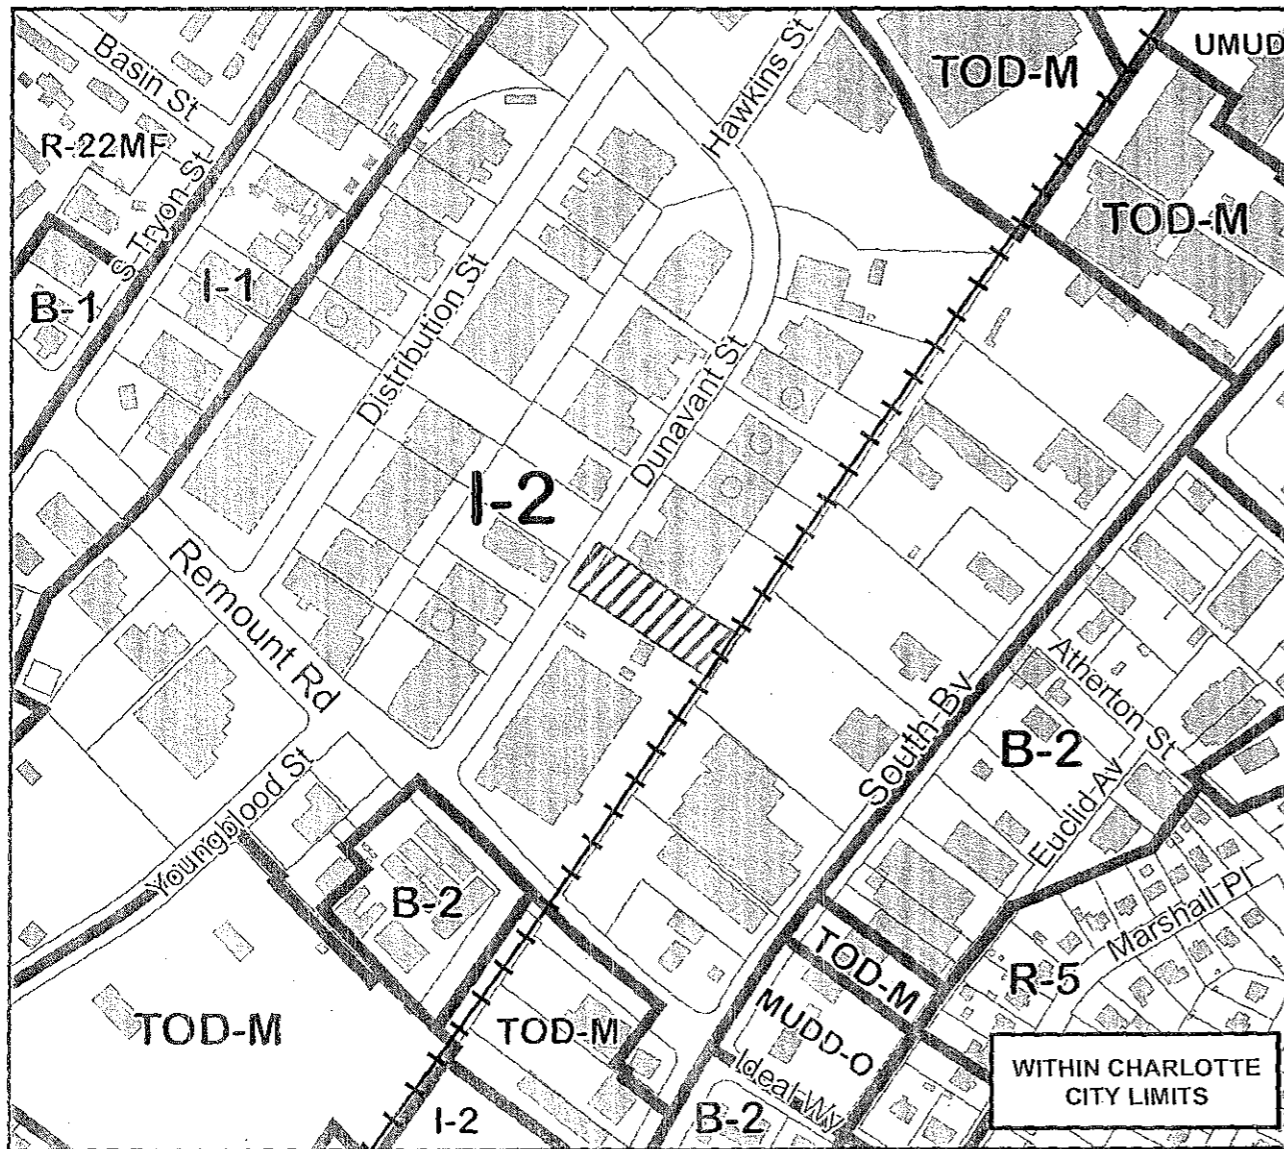 UMUD
TOD-M
Basin St
Hawkins St
R-22MF
S Tryon St
TOD-M
I-1
B-1
Distribution St
Dunavant St
I-2
Remount Rd
Atherton St
South Bv
B-2
Euclid Av
Youngblood St
B-2
Marshall Pl
TOD-M
R-5
MUDD-O
TOD-M
TOD-M
Ideal Wy
WITHIN CHARLOTTE
CITY LIMITS
I-2
B-2